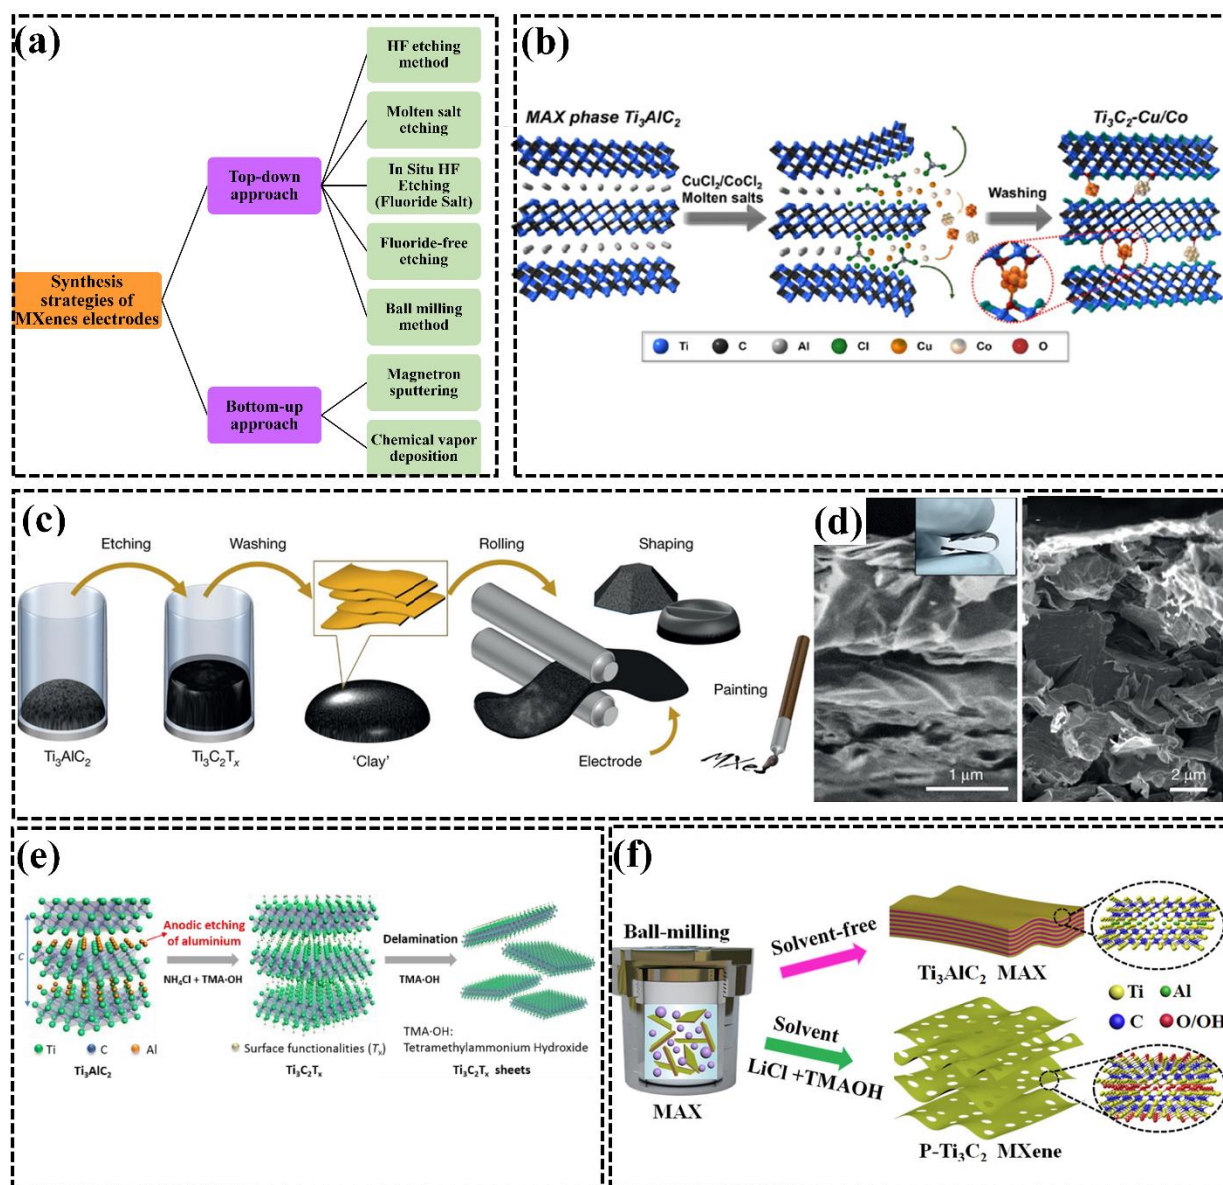 (a)
HF etching
method
Molten salt
etching
Top-down
approach
In Situ HF
Etching
(Fluoride Salt)
Fluoride-free
etching
Synthesis
strategies of
MXenes electrodes
Ball milling
method
Magnetron
sputtering
Bottom-up
approach
Chemical vapor
deposition
(b)
MAX phase Ti₃AlC₂
Ti₃C₂-Cu/Co
CuCl₂/CoCl₂
Molten salts
Washing
Ti C Al Cl Cu Co O
(c)
Etching
Washing
Rolling
Shaping
Painting
MXes
Ti₃AlC₂
Ti₃C₂Tₓ
'Clay'
Electrode
(d)
1 μm
2 μm
(e)
c
Anodic etching
of aluminium
NH₄Cl + TMA·OH
Delamination
TMA·OH
TMA·OH:
Tetramethylammonium Hydroxide
Ti C Al
Surface functionalities (Tₓ)
Ti₃AlC₂
Ti₃C₂Tₓ
Ti₃C₂Tₓ sheets
(f)
Ball-milling
MAX
Solvent-free
Solvent
LiCl +TMAOH
Ti₃AlC₂ MAX
Ti Al
C O/OH
P-Ti₃C₂ MXene